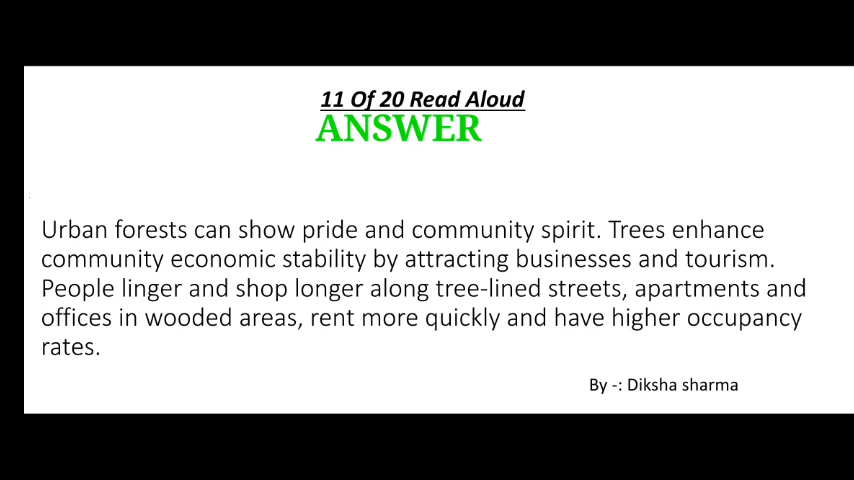 11 Of 20 Read Aloud
ANSWER
Urban forests can show pride and community spirit. Trees enhance
community economic stability by attracting businesses and tourism.
People linger and shop longer along tree-lined streets, apartments and
offices in wooded areas, rent more quickly and have higher occupancy
rates.
By -: Diksha sharma